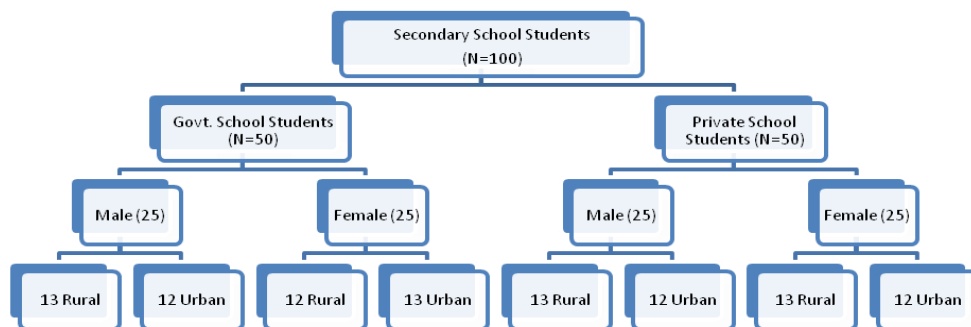 Secondary School Students
(N=100)
Govt. School Students
(N=50)
Private School
Students (N=50)
Male (25)
Female (25)
Male (25)
Female (25)
13 Rural
12 Urban
12 Rural
13 Urban
13 Rural
12 Urban
13 Rural
12 Urban